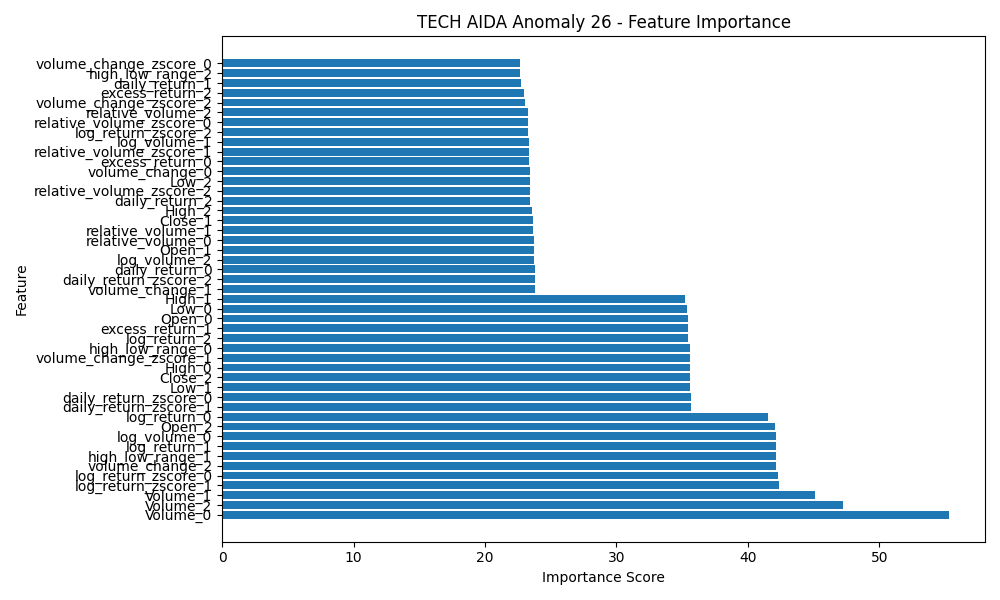 TECH AIDA Anomaly 26 - Feature Importance
volume_change_zscore_0
high_low_range_2
daily_return_1
excess_return_2
volume_change_zscore_2
relative_volume_2
relative_volume_zscore_0
log_return_zscore_2
log_volume_1
relative_volume_zscore_1
excess_return_0
volume_change_0
Low_2
relative_volume_zscore_2
daily_return_2
High_2
Close_1
relative_volume_1
relative_volume_0
Open_1
log_volume_2
daily_return_0
daily_return_zscore_2
volume_change_1
High_1
Low_0
Open_0
excess_return_1
log_return_2
high_low_range_0
volume_change_zscore_1
High_0
Close_2
Low_1
daily_return_zscore_0
daily_return_zscore_1
log_return_0
Open_2
log_volume_0
log_return_1
high_low_range_1
volume_change_2
log_return_zscore_0
log_return_zscore_1
Volume_1
Volume_2
Volume_0
Feature
0 10 20 30 40 50
Importance Score